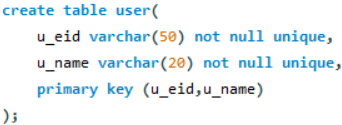 create table user(
    u_eid varchar(50) not null unique,
    u_name varchar(20) not null unique,
    primary key (u_eid,u_name)
);